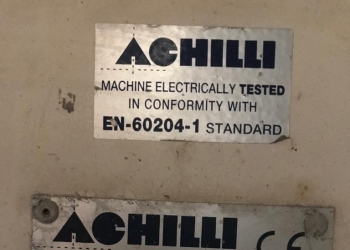 ACHILLI
MACHINE ELECTRICALLY TESTED
IN CONFORMITY WITH
EN-60204-1 STANDARD
ACHILLI CE